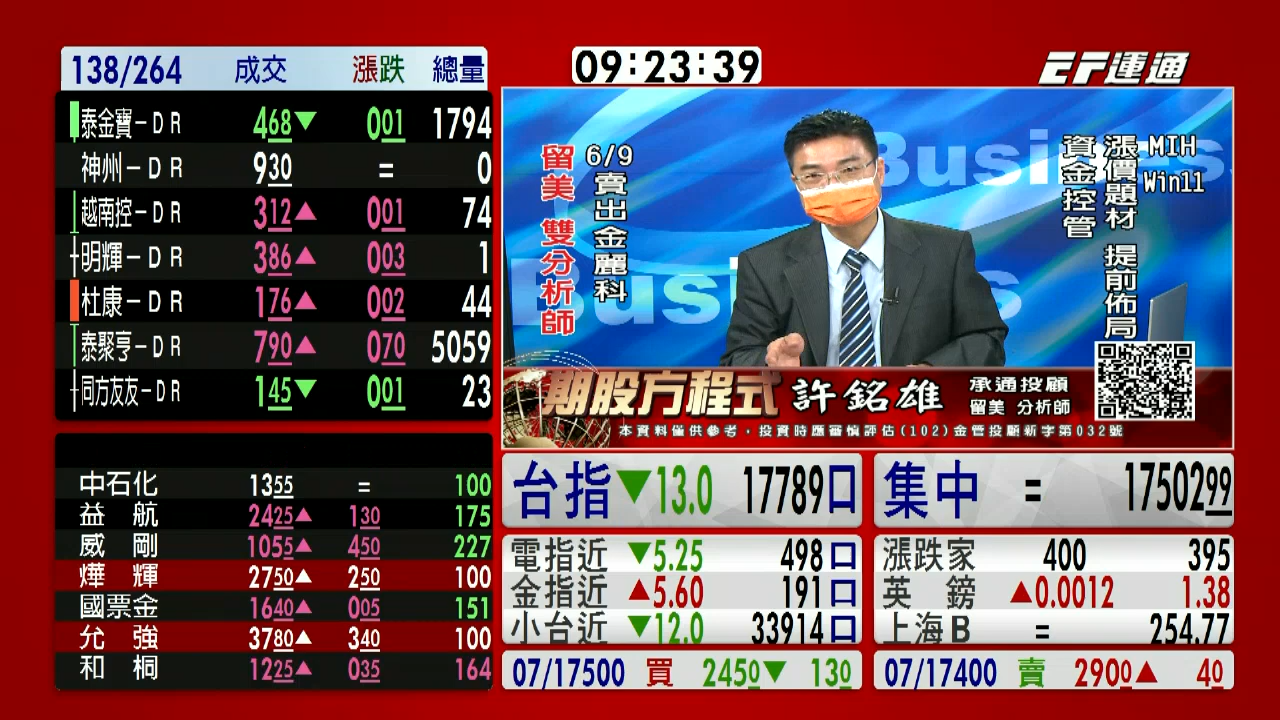 138/264 成交 漲跌 總量
泰金寶-DR 468▼ 001 1794
神州-DR 930 = 0
越南控-DR 312▲ 001 74
明輝-DR 386▲ 003 1
杜康-DR 176▲ 002 44
泰聚亨-DR 790▲ 070 5059
同方友友-DR 145▼ 001 23
中石化 1355 = 100
益航 2425▲ 130 175
威剛 1055▲ 450 227
燁輝 2750▲ 250 100
國票金 1640▲ 005 151
允強 3780▲ 340 100
和桐 1225▲ 035 164
09:23:39
EF運通
Business
Business
留美 雙分析師
6/9
賣出金麗科
MIH
Win11
漲價題材 提前佈局
資金控管
期股方程式 許銘雄
承通投顧
留美 分析師
本資料僅供參考,投資時應審慎評估(102)金管投顧新字第032號
台指▼13.0 17789口
集中 = 1750299
電指近 ▼5.25 498口
金指近 ▲5.60 191口
小台近 ▼12.0 33914口
漲跌家 400 395
英鎊 ▲0.0012 1.38
上海B = 254.77
07/17500 買 2450▼ 130
07/17400 賣 2900▲ 40